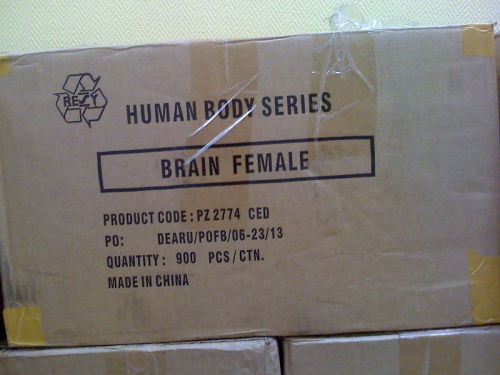 RESY
HUMAN BODY SERIES
BRAIN FEMALE
PRODUCT CODE : PZ 2774 CED
PO: DEARU/POFB/06-23/13
QUANTITY : 900 PCS / CTN.
MADE IN CHINA